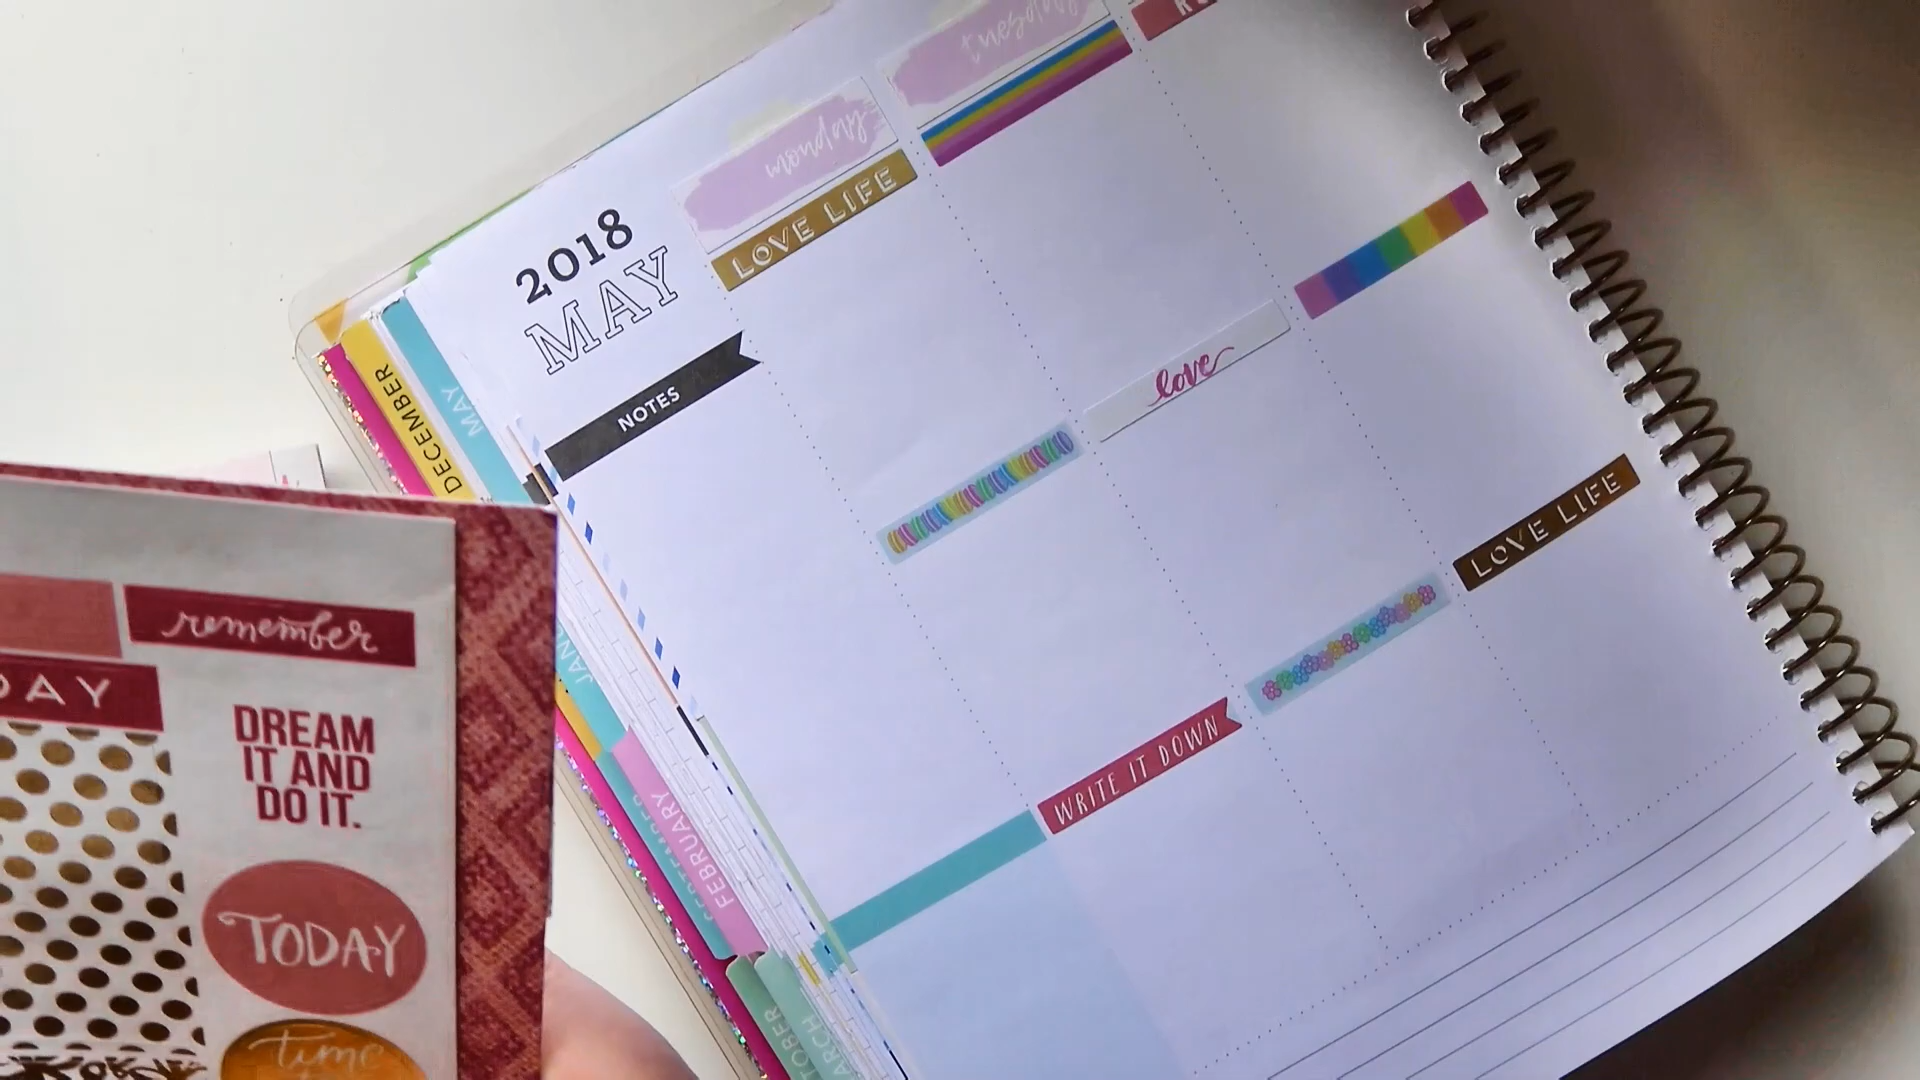 tuesday
monday
LOVE LIFE
2018
MAY
NOTES
love
LOVE LIFE
WRITE IT DOWN
DECEMBER
MAY
FEBRUARY
remember
DAY
DREAM
IT AND
DO IT.
TODAY
time